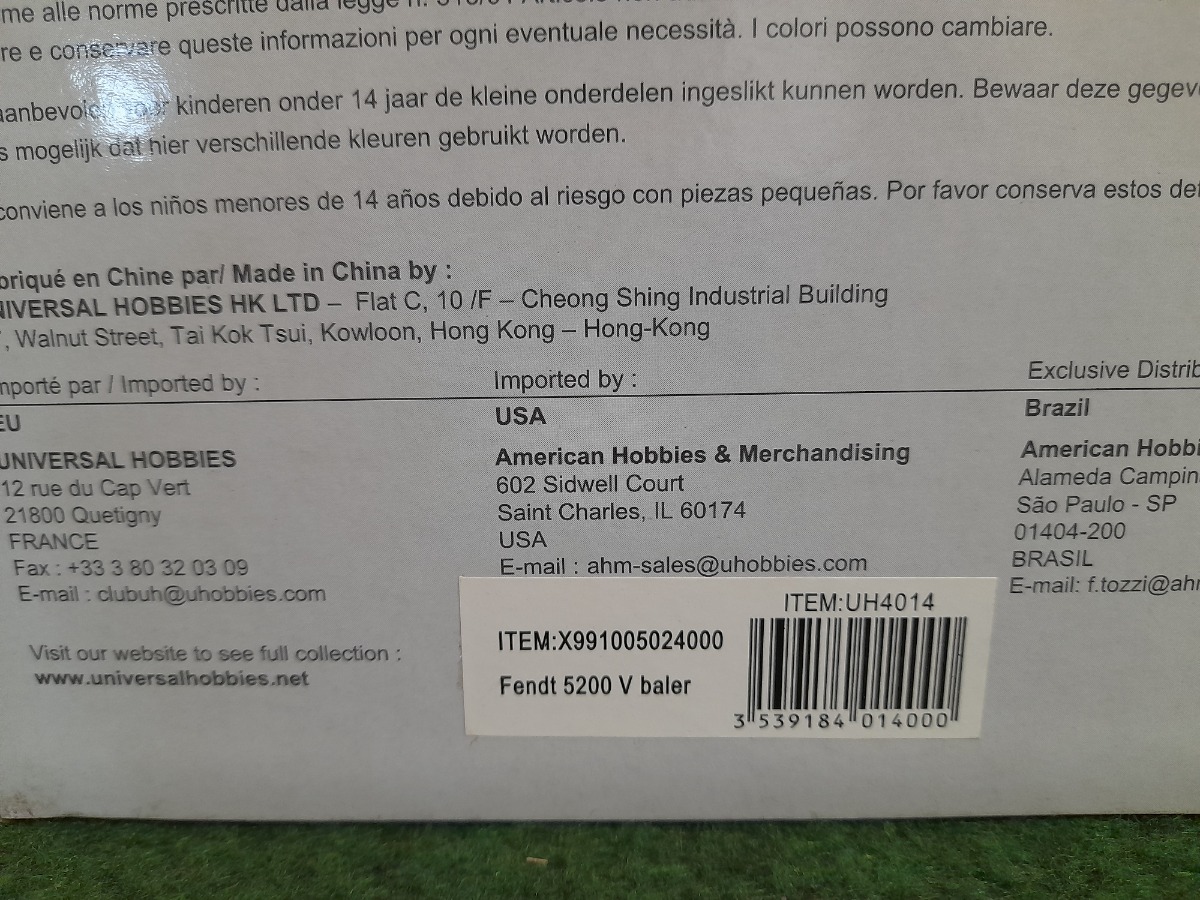 me alle norme prescritte dalla legge n.
re e conservare queste informazioni per ogni eventuale necessità. I colori possono cambiare.
kinderen onder 14 jaar de kleine onderdelen ingeslikt kunnen worden. Bewaar deze gegev
s mogelijk dat hier verschillende kleuren gebruikt worden.
conviene a los niños menores de 14 años debido al riesgo con piezas pequeñas. Por favor conserva estos det
briqué en Chine par/ Made in China by :
NIVERSAL HOBBIES HK LTD – Flat C, 10 /F – Cheong Shing Industrial Building
, Walnut Street, Tai Kok Tsui, Kowloon, Hong Kong – Hong-Kong
mporté par / Imported by :
EU
UNIVERSAL HOBBIES
12 rue du Cap Vert
21800 Quetigny
FRANCE
Fax : +33 3 80 32 03 09
E-mail : clubuh@uhobbies.com
Visit our website to see full collection :
www.universalhobbies.net
Imported by :
USA
American Hobbies & Merchandising
602 Sidwell Court
Saint Charles, IL 60174
USA
E-mail : ahm-sales@uhobbies.com
Exclusive Distrib
Brazil
American Hobbi
Alameda Campin
São Paulo - SP
01404-200
BRASIL
E-mail: f.tozzi@ah
ITEM:X991005024000
Fendt 5200 V baler
ITEM:UH4014
3 539184 014000